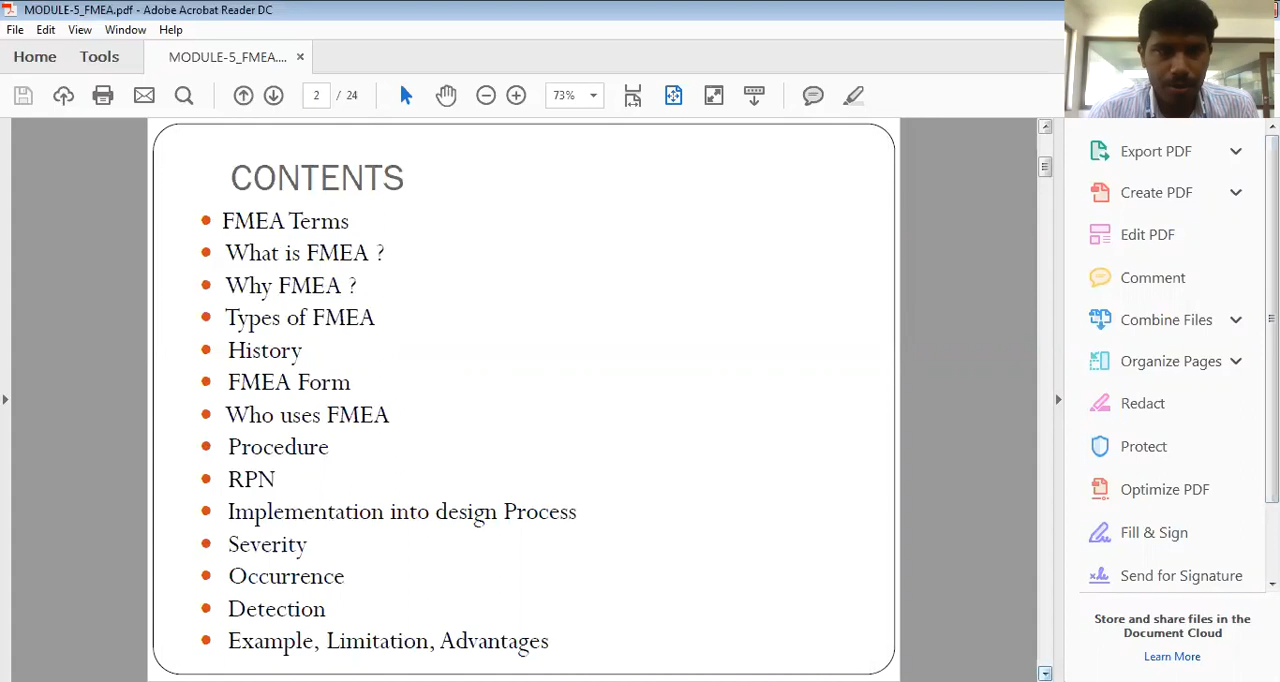 MODULE-5_FMEA.pdf - Adobe Acrobat Reader DC
File Edit View Window Help
Home Tools MODULE-5_FMEA.... ×
2 / 24 73%
CONTENTS
• FMEA Terms
• What is FMEA ?
• Why FMEA ?
• Types of FMEA
• History
• FMEA Form
• Who uses FMEA
• Procedure
• RPN
• Implementation into design Process
• Severity
• Occurrence
• Detection
• Example, Limitation, Advantages
Export PDF
Create PDF
Edit PDF
Comment
Combine Files
Organize Pages
Redact
Protect
Optimize PDF
Fill & Sign
Send for Signature
Store and share files in the
Document Cloud
Learn More